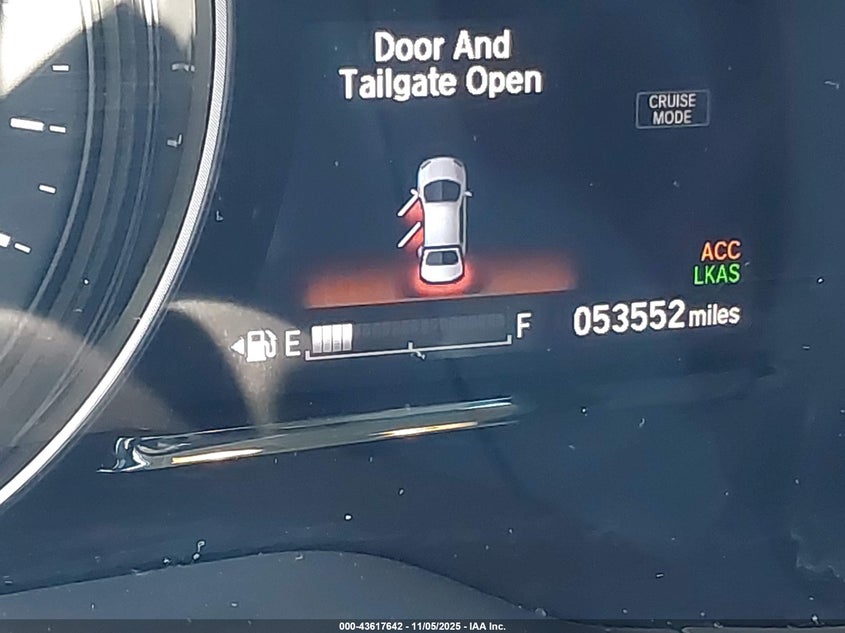 Door And
Tailgate Open
CRUISE
MODE
ACC
LKAS
E
F
053552 miles
000-43617642 - 11/05/2025 - IAA Inc.